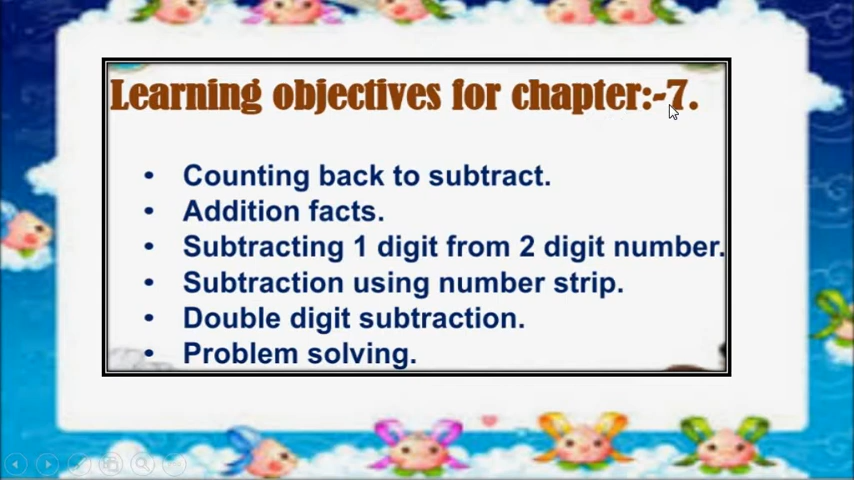 Learning objectives for chapter:-7.
• Counting back to subtract.
• Addition facts.
• Subtracting 1 digit from 2 digit number.
• Subtraction using number strip.
• Double digit subtraction.
• Problem solving.